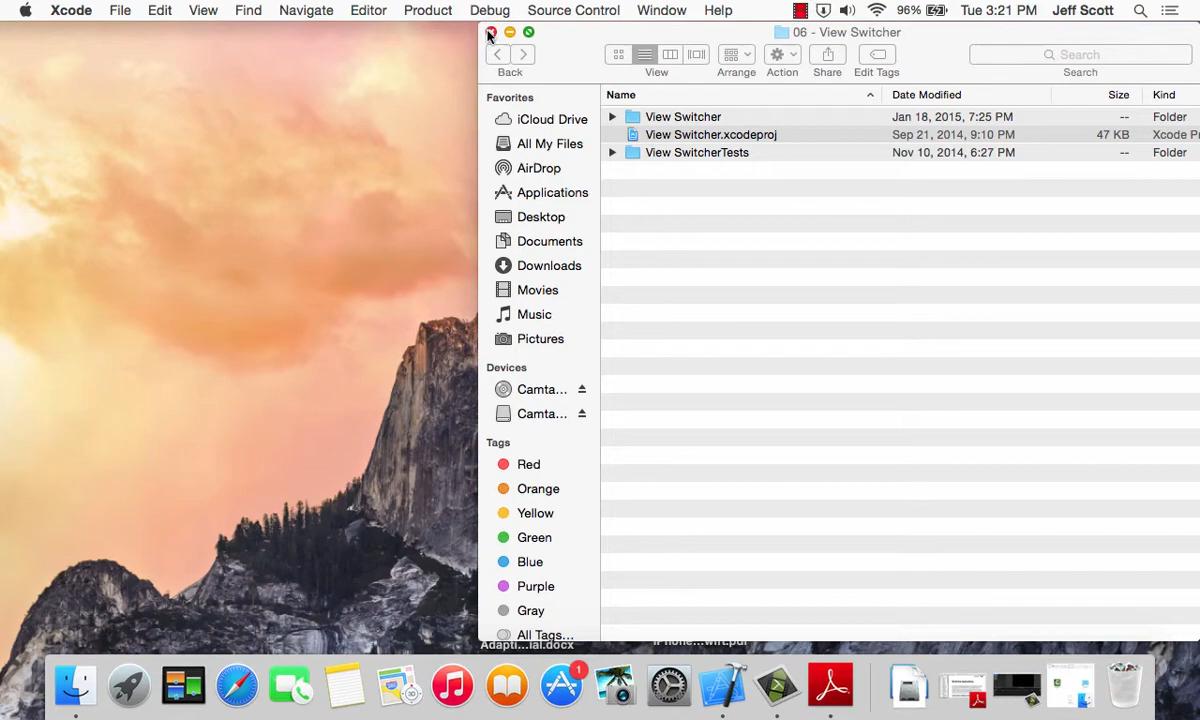 Xcode File Edit View Find Navigate Editor Product Debug Source Control Window Help 96% Tue 3:21 PM Jeff Scott
06 - View Switcher
Search
Back View Arrange Action Share Edit Tags Search
Favorites
iCloud Drive
All My Files
AirDrop
Applications
Desktop
Documents
Downloads
Movies
Music
Pictures
Devices
Camta...
Camta...
Tags
Red
Orange
Yellow
Green
Blue
Purple
Gray
All Tags...
Name Date Modified Size Kind
View Switcher Jan 18, 2015, 7:25 PM -- Folder
View Switcher.xcodeproj Sep 21, 2014, 9:10 PM 47 KB Xcode Pr
View SwitcherTests Nov 10, 2014, 6:27 PM -- Folder
1